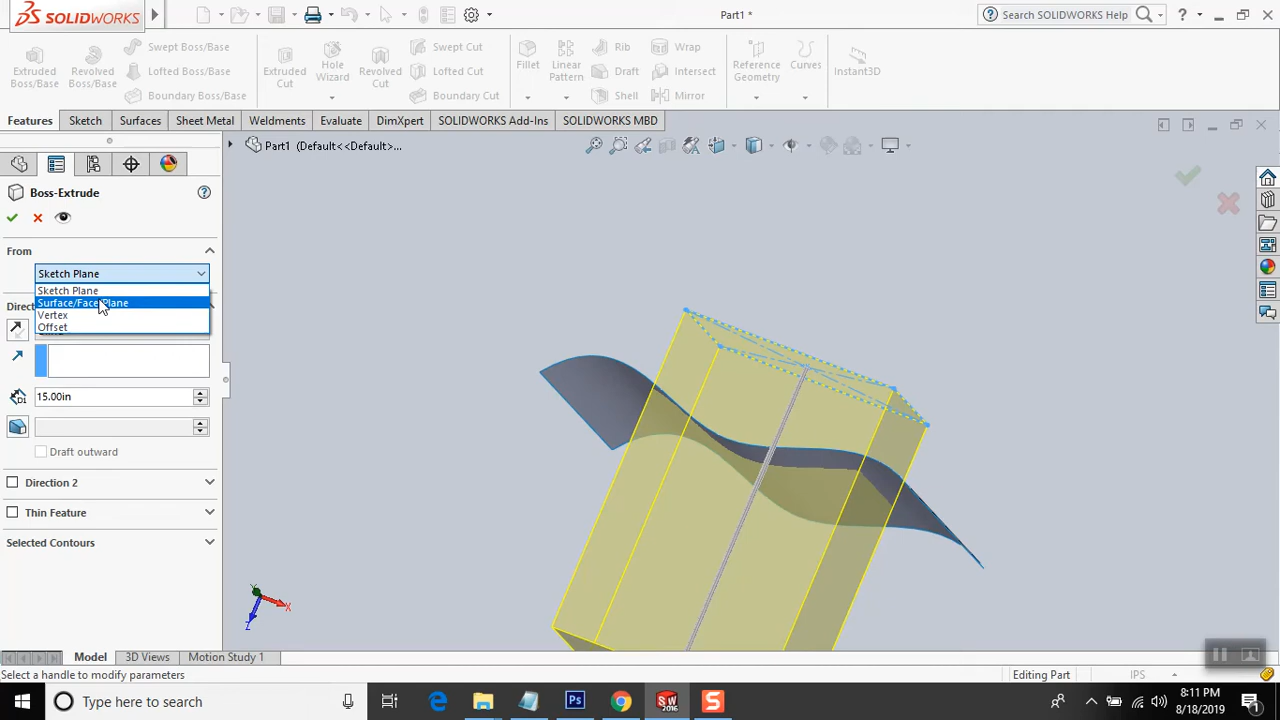 SOLIDWORKS
Part1 *
Search SOLIDWORKS Help
Extruded Boss/Base
Revolved Boss/Base
Swept Boss/Base
Lofted Boss/Base
Boundary Boss/Base
Extruded Cut
Hole Wizard
Revolved Cut
Swept Cut
Lofted Cut
Boundary Cut
Fillet
Linear Pattern
Rib
Draft
Shell
Wrap
Intersect
Mirror
Reference Geometry
Curves
Instant3D
Features Sketch Surfaces Sheet Metal Weldments Evaluate DimXpert SOLIDWORKS Add-Ins SOLIDWORKS MBD
Part1 (Default<<Default>...
Boss-Extrude
From
Sketch Plane
Sketch Plane
Surface/Face/Plane
Vertex
Offset
15.00in
Draft outward
Direction 2
Thin Feature
Selected Contours
X
Z
Model 3D Views Motion Study 1
Select a handle to modify parameters
Editing Part
IPS
Type here to search
SW
2016
S
8:11 PM
8/18/2019